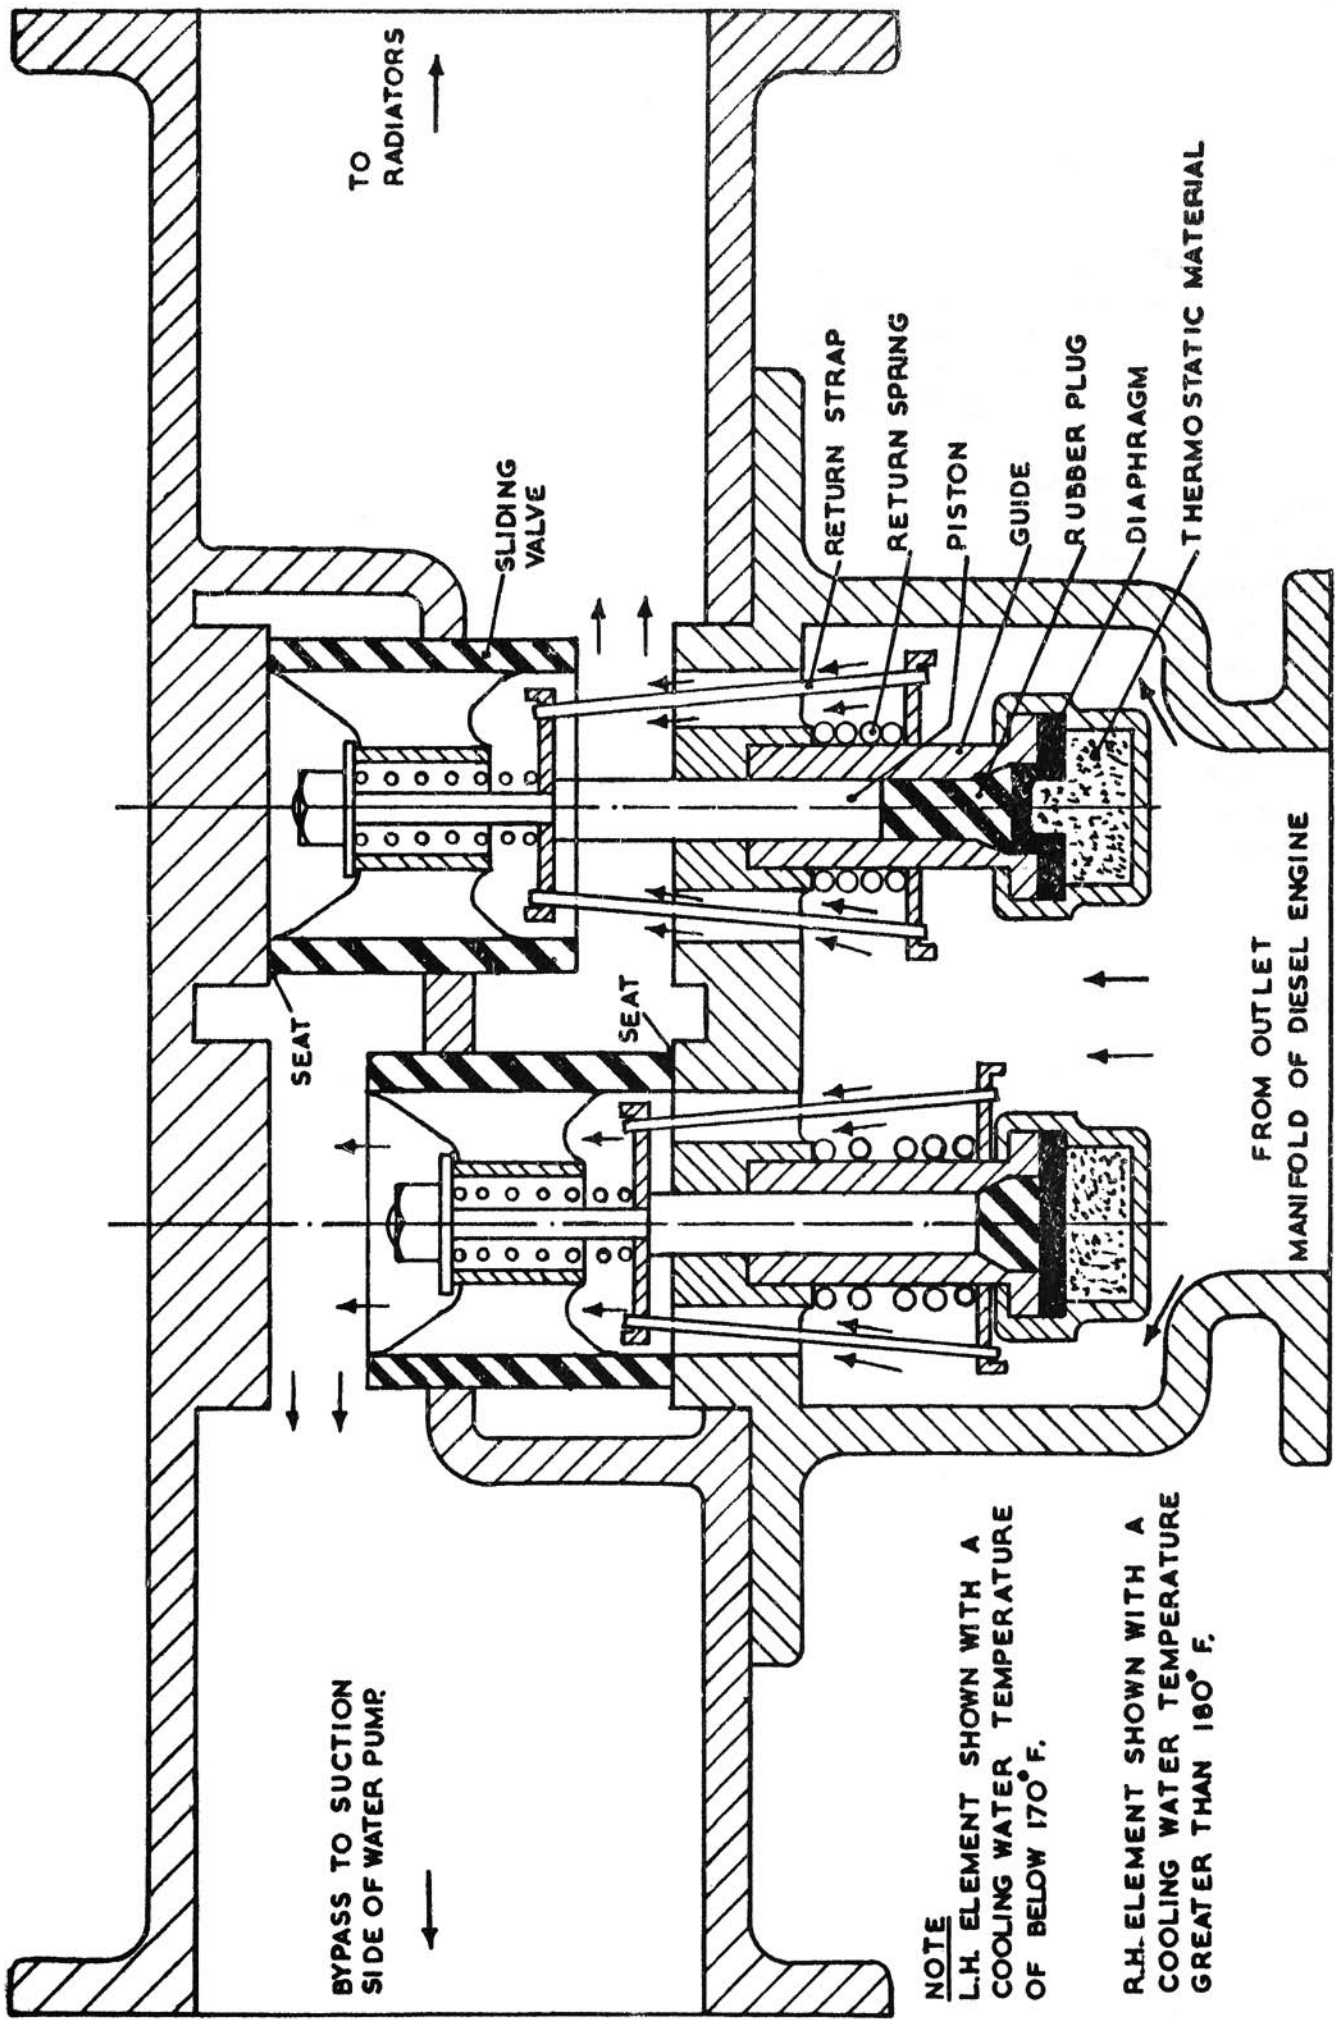 BYPASS TO SUCTION
SIDE OF WATER PUMP.
TO
RADIATORS
SEAT
SLIDING
VALVE
SEAT
RETURN STRAP
RETURN SPRING
PISTON
GUIDE
RUBBER PLUG
DIAPHRAGM
THERMOSTATIC MATERIAL
NOTE
L.H. ELEMENT SHOWN WITH A
COOLING WATER TEMPERATURE
OF BELOW 170° F.
R.H. ELEMENT SHOWN WITH A
COOLING WATER TEMPERATURE
GREATER THAN 180° F.
FROM OUTLET
MANIFOLD OF DIESEL ENGINE